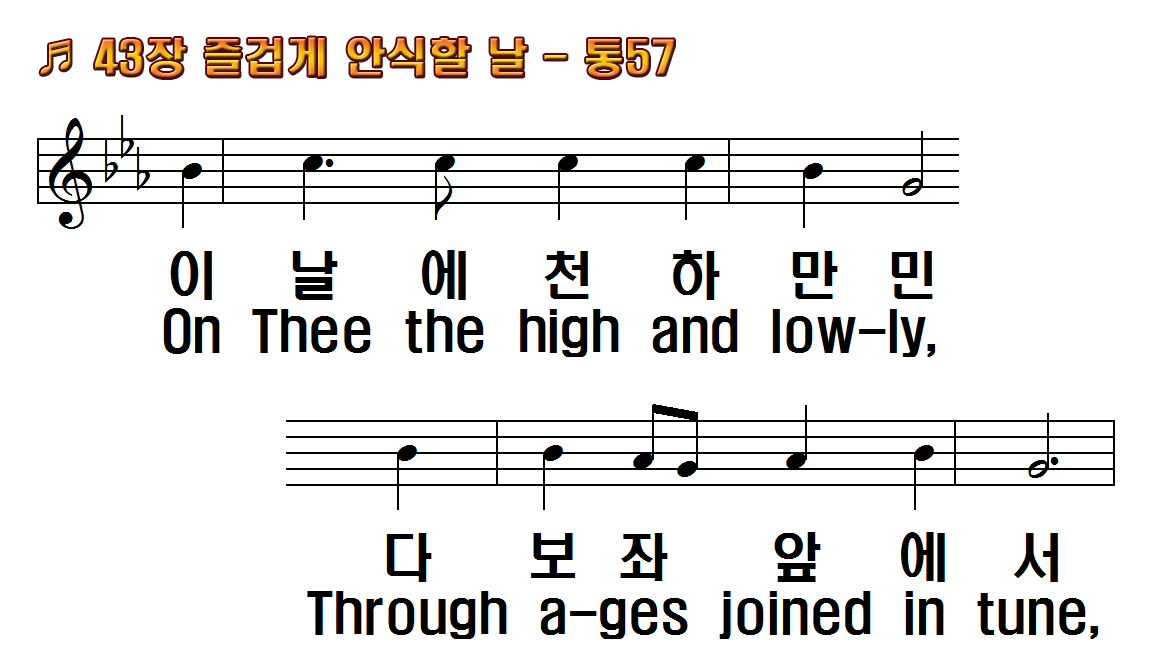 ♬ 43장 즐겁게 안식할 날 - 통57
이 날 에 천 하 만 민
On Thee the high and low-ly,
다 보 좌 앞 에 서
Through a-ges joined in tune,